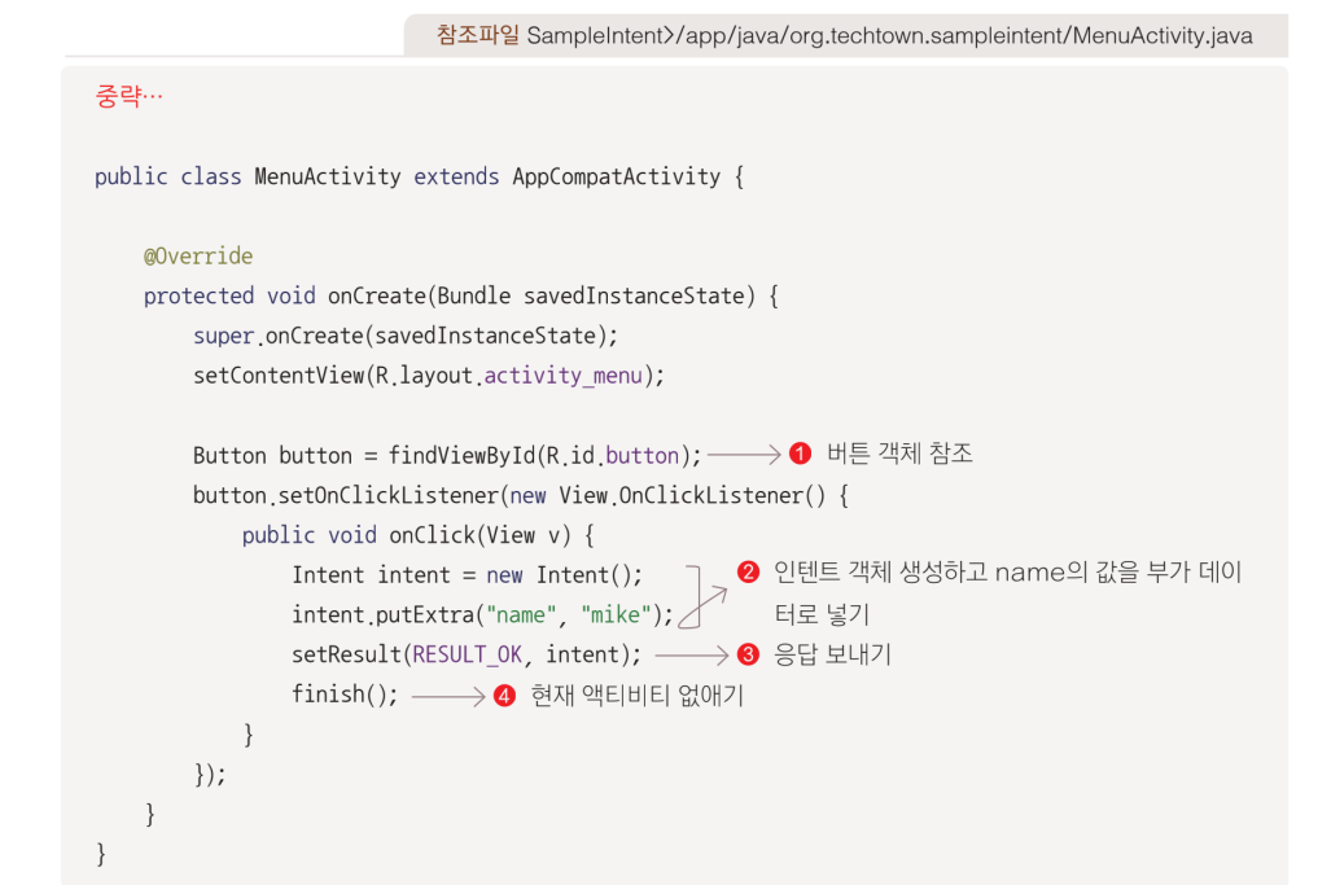 참조파일 SampleIntent>/app/java/org.techtown.sampleintent/MenuActivity.java
중략…
public class MenuActivity extends AppCompatActivity {
@Override
protected void onCreate(Bundle savedInstanceState) {
super.onCreate(savedInstanceState);
setContentView(R.layout.activity_menu);
Button button = findViewById(R.id.button); ❶ 버튼 객체 참조
button.setOnClickListener(new View.OnClickListener() {
public void onClick(View v) {
Intent intent = new Intent(); ❷ 인텐트 객체 생성하고 name의 값을 부가 데이
intent.putExtra("name", "mike"); 터로 넣기
setResult(RESULT_OK, intent); ❸ 응답 보내기
finish(); ❹ 현재 액티비티 없애기
}
});
}
}